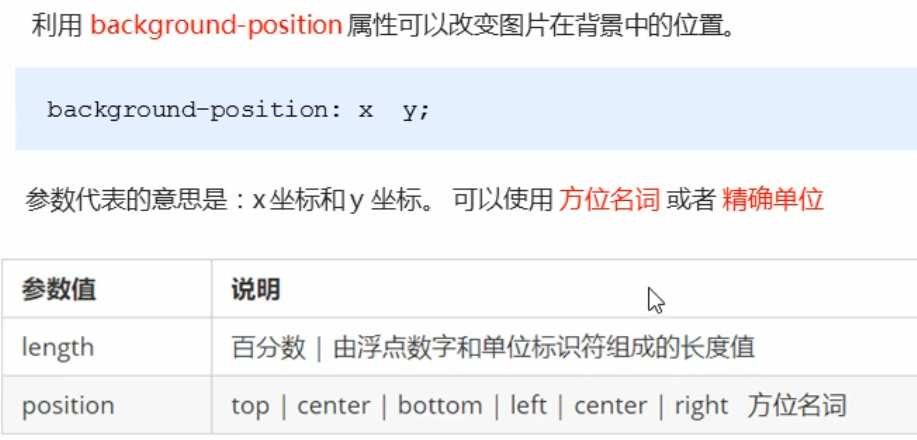 利用 background-position 属性可以改变图片在背景中的位置。
background-position: x y;
参数代表的意思是：x 坐标和 y 坐标。 可以使用 方位名词 或者 精确单位
参数值 说明
length 百分数 | 由浮点数字和单位标识符组成的长度值
position top | center | bottom | left | center | right 方位名词